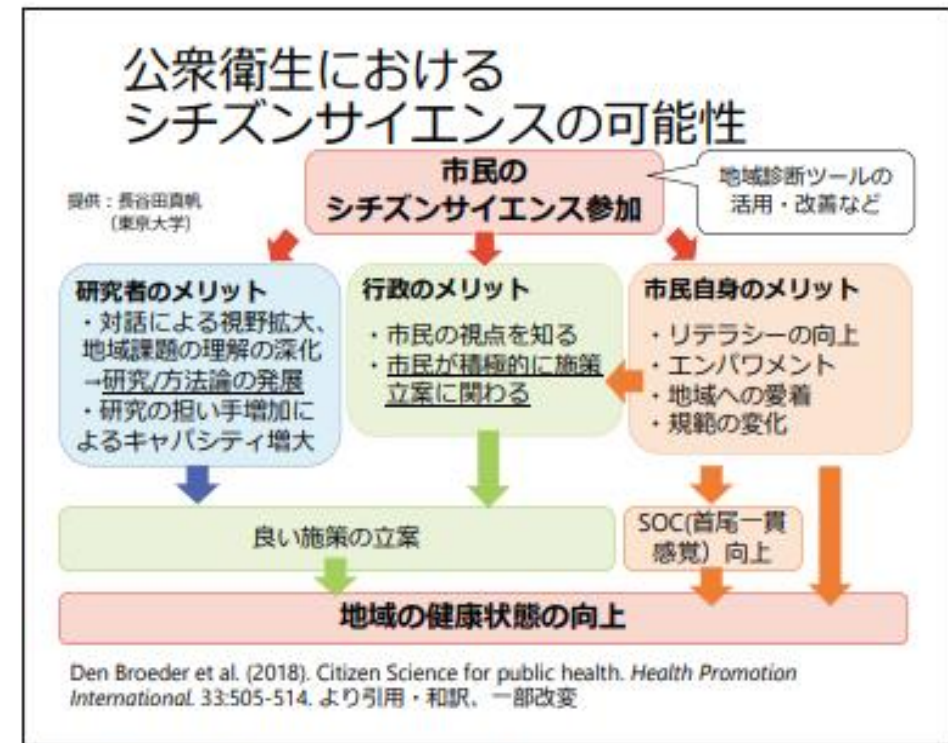 公衆衛生における
シチズンサイエンスの可能性
提供：長谷田真帆
（東京大学）
市民の
シチズンサイエンス参加
地域診断ツールの
活用・改善など
研究者のメリット
・対話による視野拡大、
地域課題の理解の深化
→研究/方法論の発展
・研究の担い手増加に
よるキャパシティ増大
行政のメリット
・市民の視点を知る
・市民が積極的に施策
立案に関わる
市民自身のメリット
・リテラシーの向上
・エンパワメント
・地域への愛着
・規範の変化
良い施策の立案
SOC(首尾一貫
感覚）向上
地域の健康状態の向上
Den Broeder et al. (2018). Citizen Science for public health. Health Promotion
International. 33:505-514. より引用・和訳、一部改変